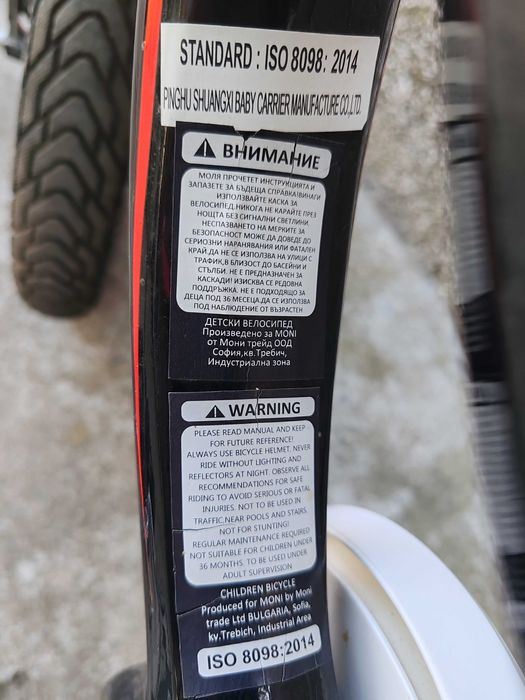 STANDARD : ISO 8098: 2014
PINGHU SHUANGXI BABY CARRIER MANUFACTURE CO.,LTD.
ВНИМАНИЕ
МОЛЯ ПРОЧЕТЕТ ИНСТРУКЦИЯТА И
ЗАПАЗЕТЕ ЗА БЪДЕЩА СПРАВКА!ВИНАГИ
ИЗПОЛЗВАЙТЕ КАСКА ЗА
ВЕЛОСИПЕД.НИКОГА НЕ КАРАЙТЕ ПРЕЗ
НОЩТА БЕЗ СИГНАЛНИ СВЕТЛИНИ.
НЕСПАЗВАНЕТО НА МЕРКИТЕ ЗА
БЕЗОПАСНОСТ МОЖЕ ДА ДОВЕДЕ ДО
СЕРИОЗНИ НАРАНЯВАНИЯ ИЛИ ФАТАЛЕН
КРАЙ.ДА НЕ СЕ ИЗПОЛЗВА НА УЛИЦИ С
ТРАФИК,В БЛИЗОСТ ДО БАСЕЙНИ И
СТЪЛБИ. НЕ Е ПРЕДНАЗНАЧЕН ЗА
КАСКАДИ! ИЗИСКВА СЕ РЕДОВНА
ПОДДРЪЖКА. НЕ Е ПОДХОДЯЩО ЗА
ДЕЦА ПОД 36 МЕСЕЦА.ДА СЕ ИЗПОЛЗВА
ПОД НАБЛЮДЕНИЕ ОТ ВЪЗРАСТЕН
ДЕТСКИ ВЕЛОСИПЕД
Произведено за MONI
от Мони трейд ООД
София,кв.Требич,
Индустриална зона
WARNING
PLEASE READ MANUAL AND KEEP
FOR FUTURE REFERENCE!
ALWAYS USE BICYCLE HELMET. NEVER
RIDE WITHOUT LIGHTING AND
REFLECTORS AT NIGHT. OBSERVE ALL
RECOMMENDATIONS FOR SAFE
RIDING TO AVOID SERIOUS OR FATAL
INJURIES. NOT TO BE USED IN
TRAFFIC,NEAR POOLS AND STAIRS.
NOT FOR STUNTING!
REGULAR MAINTENANCE REQUIRED
NOT SUITABLE FOR CHILDREN UNDER
36 MONTHS. TO BE USED UNDER
ADULT SUPERVISION
CHILDREN BICYCLE
Produced for MONI by Moni
trade Ltd BULGARIA, Sofia,
kv.Trebich, Industrial Area
ISO 8098:2014